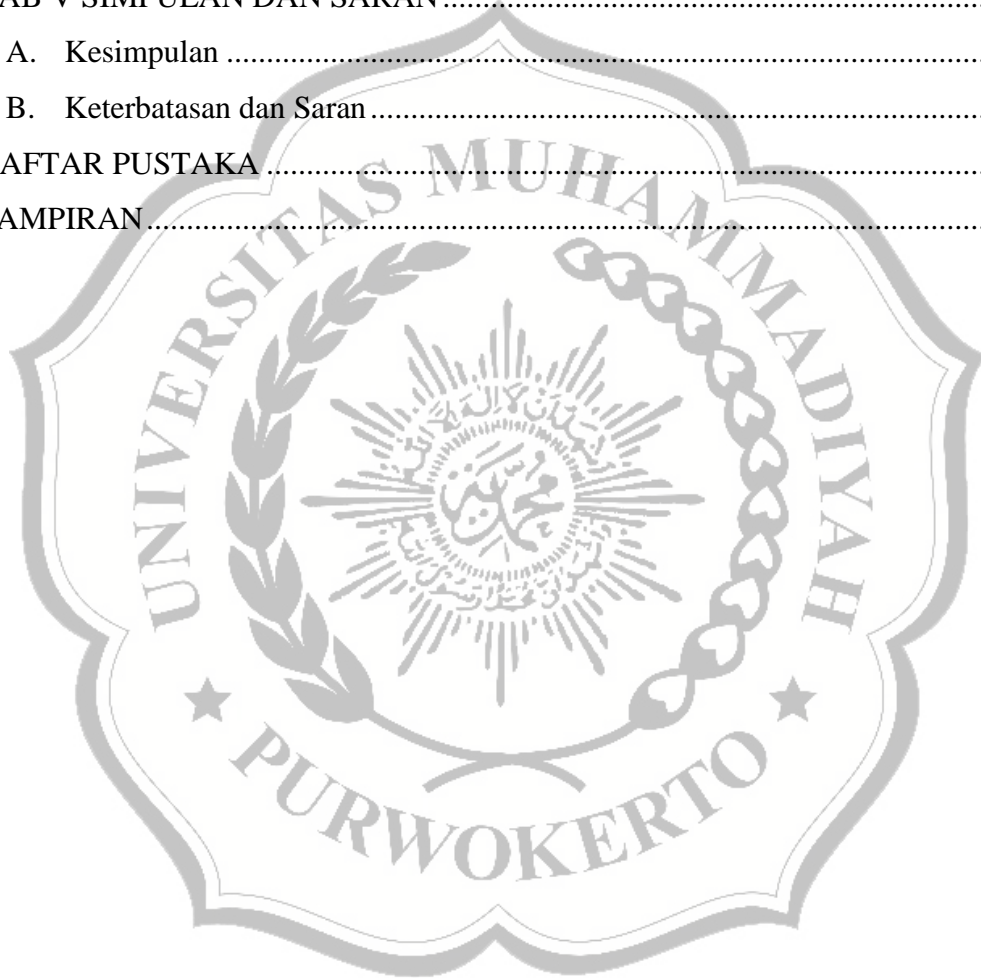 AB V SIMPULAN DAN SARAN
A. Kesimpulan
B. Keterbatasan dan Saran
AFTAR PUSTAKA
AMPIRAN
UNIVERSITAS MUHAMMADIYAH
PURWOKERTO